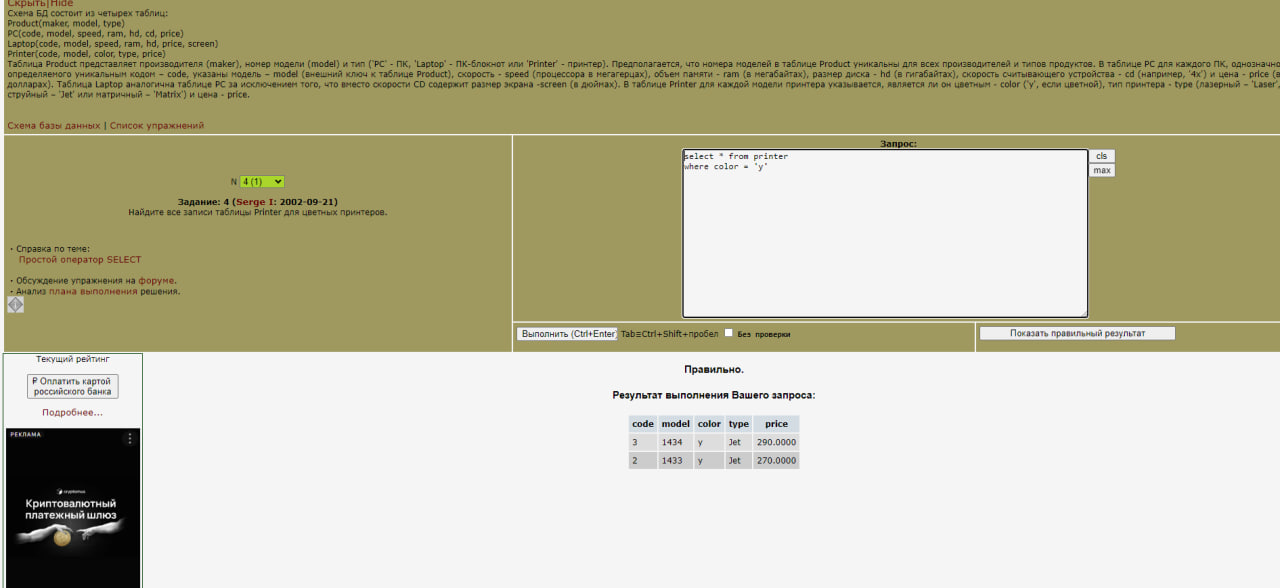 Скрыть|Hide
Схема БД состоит из четырех таблиц:
Product(maker, model, type)
PC(code, model, speed, ram, hd, cd, price)
Laptop(code, model, speed, ram, hd, price, screen)
Printer(code, model, color, type, price)
Таблица Product представляет производителя (maker), номер модели (model) и тип ('PC' - ПК, 'Laptop' - ПК-блокнот или 'Printer' - принтер). Предполагается, что номера моделей в таблице Product уникальны для всех производителей и типов продуктов. В таблице PC для каждого ПК, однозначно
определяемого уникальным кодом – code, указаны модель – model (внешний ключ к таблице Product), скорость - speed (процессора в мегагерцах), объем памяти - ram (в мегабайтах), размер диска - hd (в гигабайтах), скорость считывающего устройства - cd (например, '4x') и цена - price (в
долларах). Таблица Laptop аналогична таблице PC за исключением того, что вместо скорости CD содержит размер экрана -screen (в дюймах). В таблице Printer для каждой модели принтера указывается, является ли он цветным - color ('y', если цветной), тип принтера - type (лазерный – 'Laser',
струйный – 'Jet' или матричный – 'Matrix') и цена - price.
Схема базы данных | Список упражнений
N 4 (1)
Задание: 4 (Serge I: 2002-09-21)
Найдите все записи таблицы Printer для цветных принтеров.
· Справка по теме:
Простой оператор SELECT
· Обсуждение упражнения на форуме.
· Анализ плана выполнения решения.
Запрос:
select * from printer
where color = 'y'
cls
max
Выполнить (Ctrl+Enter) Tab≡Ctrl+Shift+пробел Без проверки
Показать правильный результат
Текущий рейтинг
₽ Оплатить картой
российского банка
Подробнее...
РЕКЛАМА
cryptomus
Криптовалютный
платежный шлюз
Правильно.
Результат выполнения Вашего запроса:
code model color type price
3 1434 y Jet 290.0000
2 1433 y Jet 270.0000